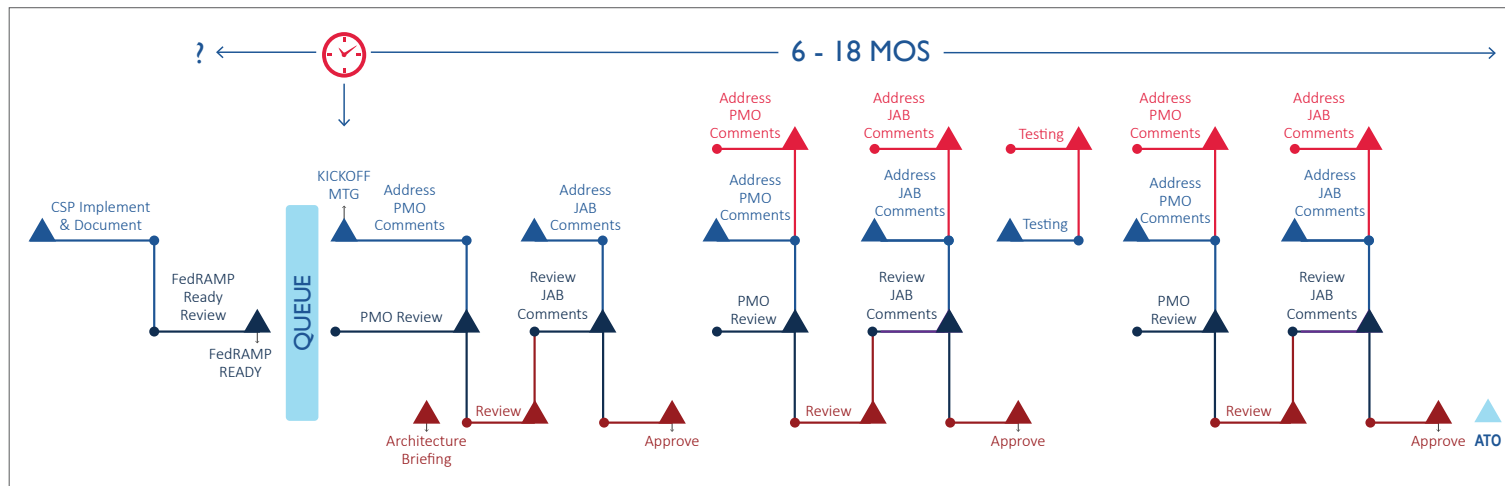 ?
6 - 18 MOS
CSP Implement
& Document
FedRAMP
Ready
Review
FedRAMP
READY
QUEUE
KICKOFF
MTG
Address
PMO
Comments
PMO Review
Architecture
Briefing
Review
Address
JAB
Comments
Review
JAB
Comments
Approve
Address
PMO
Comments
Address
PMO
Comments
PMO
Review
Review
Address
JAB
Comments
Address
JAB
Comments
Review
JAB
Comments
Approve
Testing
Testing
Address
PMO
Comments
Address
PMO
Comments
PMO
Review
Review
Address
JAB
Comments
Address
JAB
Comments
Review
JAB
Comments
Approve
ATO